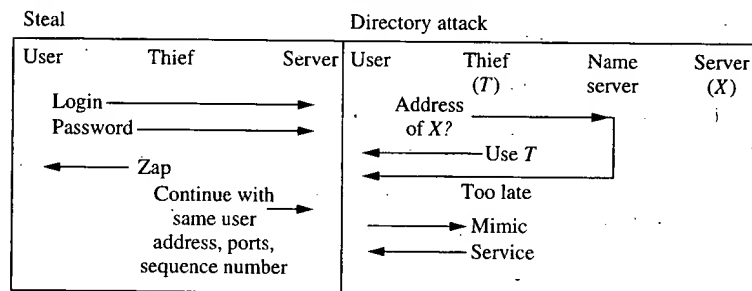 Steal
Directory attack
User Thief Server
Login
Password
Zap
Continue with
same user
address, ports,
sequence number
User Thief (T) Name server Server (X)
Address
of X?
Use T
Too late
Mimic
Service